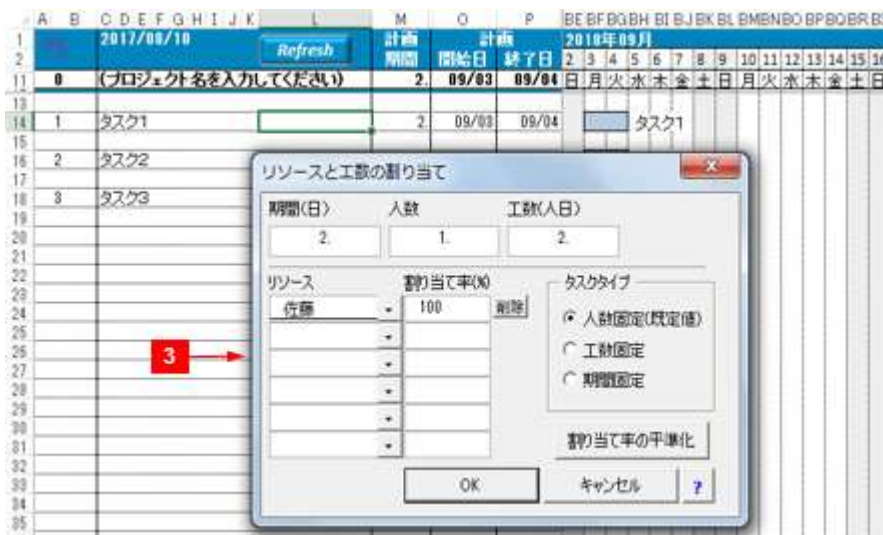 A B C D E F G H I J K L M O P BE BF BG BH BI BJ BK BL BM BN BO BP BQ BR BS
1 2017/08/10 Refresh 計画 計画 2018年09月
2 期間 開始日 終了日 2 3 4 5 6 7 8 9 10 11 12 13 14 15 16
11 0 (プロジェクト名を入力してください) 2. 09/03 09/04 日 月 火 水 木 金 土 日 月 火 水 木 金 土 日
13
14 1 タスク1 2. 09/03 09/04 タスク1
15
16 2 タスク2
17
18 3 タスク3
19
20
21
22
23
24
25
26
27
28
29
30
31
32
33
34
35
リソースと工数の割り当て
期間(日) 人数 工数(人日)
2. 1. 2.
リソース 割り当て率(%) タスクタイプ
佐藤 100 削除
人数固定(既定値)
工数固定
3
期間固定
割り当て率の平準化
OK キャンセル ?